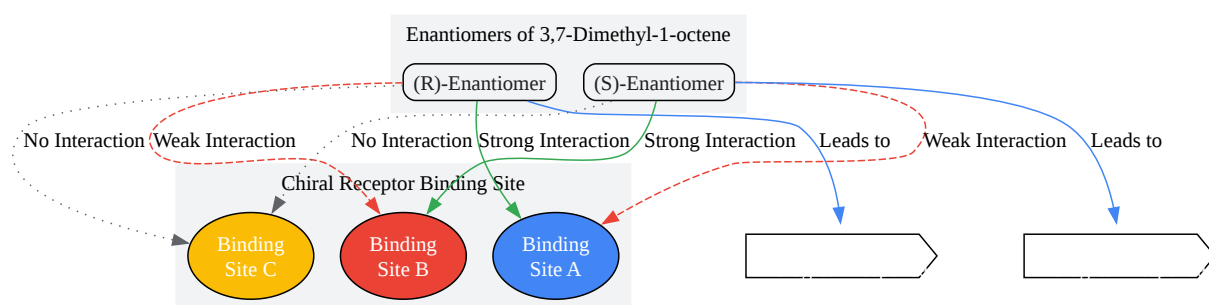 Enantiomers of 3,7-Dimethyl-1-octene
(R)-Enantiomer
(S)-Enantiomer
No Interaction
Weak Interaction
No Interaction
Strong Interaction
Strong Interaction
Leads to
Weak Interaction
Leads to
Chiral Receptor Binding Site
Binding
Site C
Binding
Site B
Binding
Site A